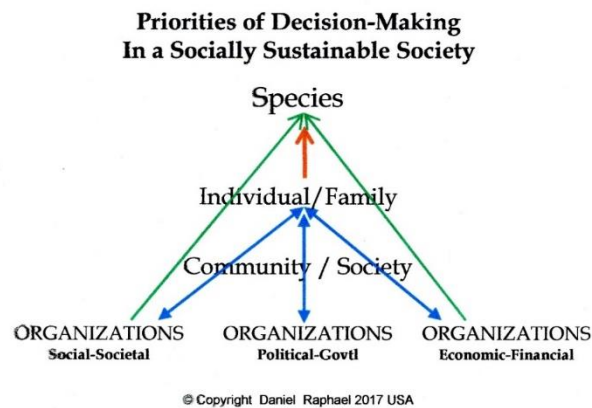 Priorities of Decision-Making
In a Socially Sustainable Society
Species
Individual/Family
Community / Society
ORGANIZATIONS ORGANIZATIONS ORGANIZATIONS
Social-Societal Political-Govtl Economic-Financial
© Copyright Daniel Raphael 2017 USA